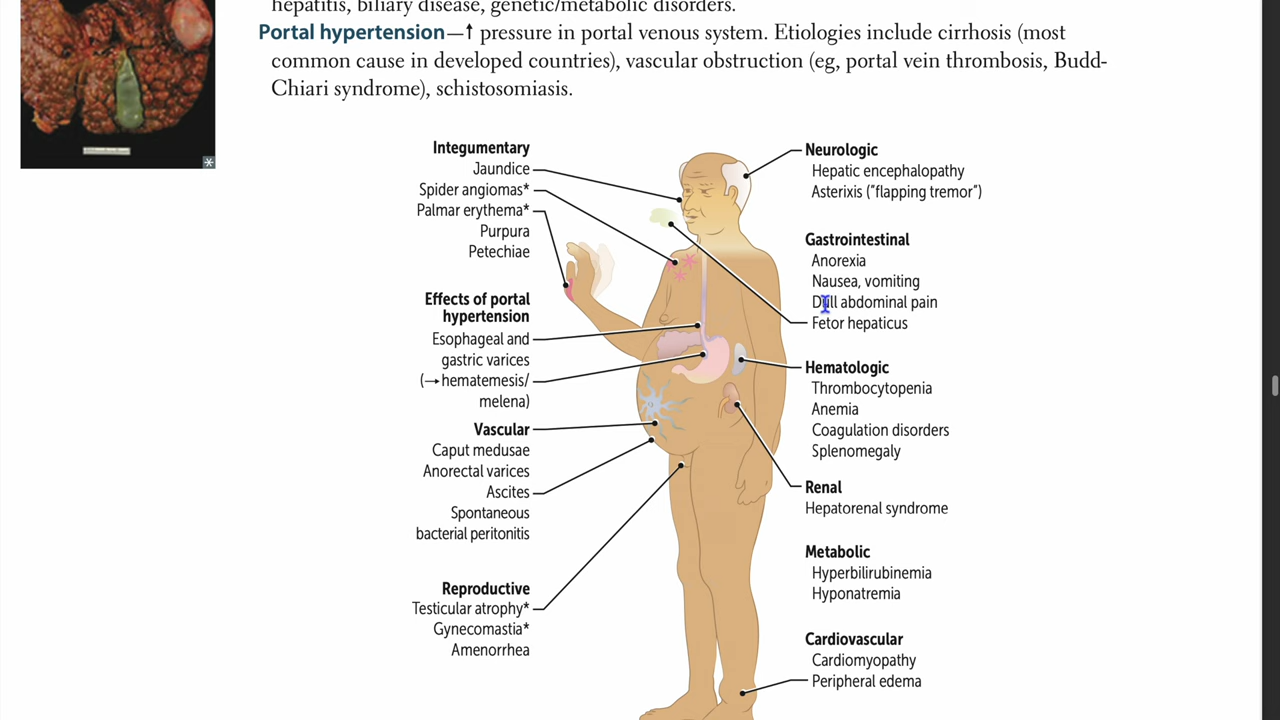 hepatitis, biliary disease, genetic/metabolic disorders.
Portal hypertension—↑ pressure in portal venous system. Etiologies include cirrhosis (most
common cause in developed countries), vascular obstruction (eg, portal vein thrombosis, Budd-
Chiari syndrome), schistosomiasis.
Integumentary
Jaundice
Spider angiomas*
Palmar erythema*
Purpura
Petechiae
Effects of portal
hypertension
Esophageal and
gastric varices
(→hematemesis/
melena)
Vascular
Caput medusae
Anorectal varices
Ascites
Spontaneous
bacterial peritonitis
Reproductive
Testicular atrophy*
Gynecomastia*
Amenorrhea
Neurologic
Hepatic encephalopathy
Asterixis ("flapping tremor")
Gastrointestinal
Anorexia
Nausea, vomiting
Dull abdominal pain
Fetor hepaticus
Hematologic
Thrombocytopenia
Anemia
Coagulation disorders
Splenomegaly
Renal
Hepatorenal syndrome
Metabolic
Hyperbilirubinemia
Hyponatremia
Cardiovascular
Cardiomyopathy
Peripheral edema